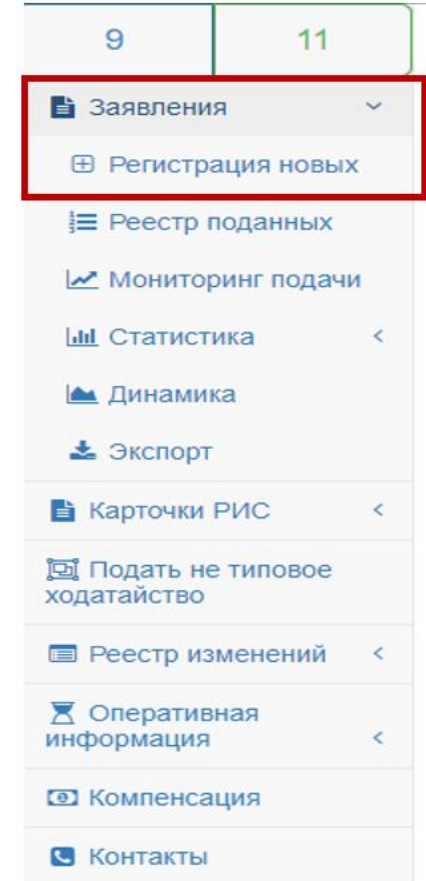 9 11
Заявления
Регистрация новых
Реестр поданных
Мониторинг подачи
Статистика
Динамика
Экспорт
Карточки РИС
Подать не типовое
ходатайство
Реестр изменений
Оперативная
информация
Компенсация
Контакты